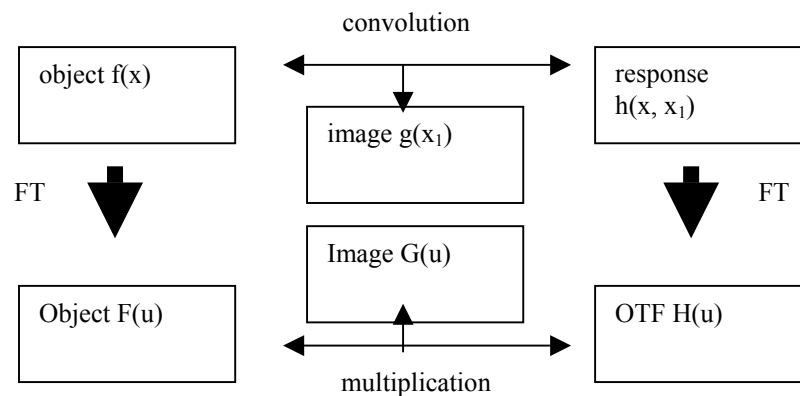 convolution
object f(x)
response
h(x, x₁)
image g(x₁)
FT
FT
Image G(u)
Object F(u)
OTF H(u)
multiplication